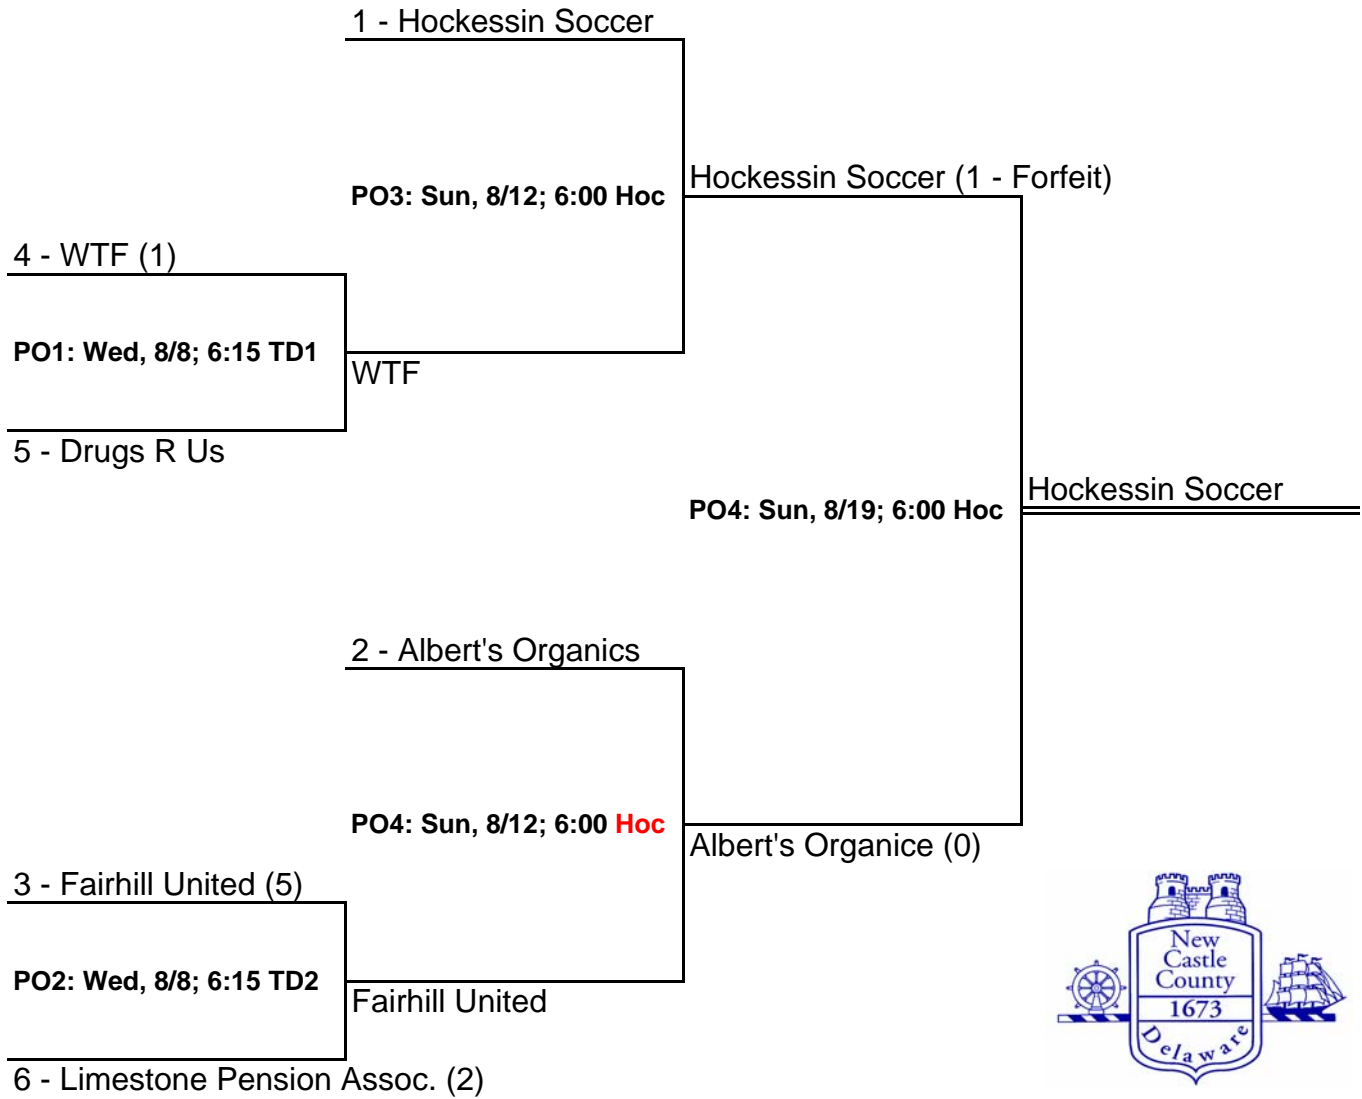 1 - Hockessin Soccer
PO3: Sun, 8/12; 6:00 Hoc
Hockessin Soccer (1 - Forfeit)
4 - WTF (1)
PO1: Wed, 8/8; 6:15 TD1
WTF
5 - Drugs R Us
PO4: Sun, 8/19; 6:00 Hoc
Hockessin Soccer
2 - Albert's Organics
PO4: Sun, 8/12; 6:00 Hoc
Albert's Organice (0)
3 - Fairhill United (5)
PO2: Wed, 8/8; 6:15 TD2
Fairhill United
6 - Limestone Pension Assoc. (2)
New
Castle
County
1673
Delaware